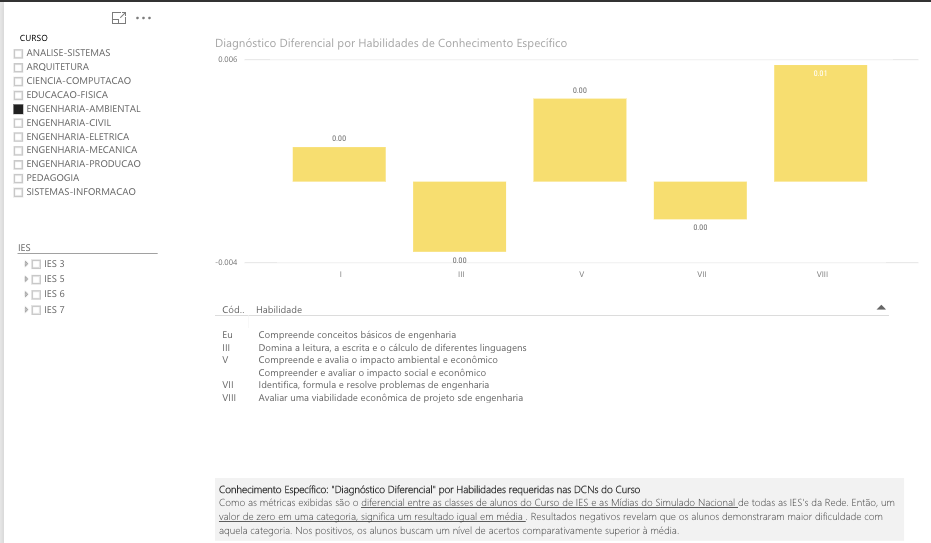 CURSO
ANALISE-SISTEMAS
ARQUITETURA
CIENCIA-COMPUTACAO
EDUCACAO-FISICA
ENGENHARIA-AMBIENTAL
ENGENHARIA-CIVIL
ENGENHARIA-ELETRICA
ENGENHARIA-MECANICA
ENGENHARIA-PRODUCAO
PEDAGOGIA
SISTEMAS-INFORMACAO
IES
IES 3
IES 5
IES 6
IES 7
Diagnóstico Diferencial por Habilidades de Conhecimento Específico
0.006
0.00
0.00
0.00
0.00
0.01
-0.004
I III V VII VIII
Cód.. Habilidade
Eu Compreende conceitos básicos de engenharia
III Domina a leitura, a escrita e o cálculo de diferentes linguagens
V Compreende e avalia o impacto ambiental e econômico
Compreender e avaliar o impacto social e econômico
VII Identifica, formula e resolve problemas de engenharia
VIII Avaliar uma viabilidade econômica de projeto sde engenharia
Conhecimento Específico: "Diagnóstico Diferencial" por Habilidades requeridas nas DCNs do Curso
Como as métricas exibidas são o diferencial entre as classes de alunos do Curso de IES e as Mídias do Simulado Nacional de todas as IES's da Rede. Então, um
valor de zero em uma categoria, significa um resultado igual em média . Resultados negativos revelam que os alunos demonstraram maior dificuldade com
aquela categoria. Nos positivos, os alunos buscam um nível de acertos comparativamente superior à média.